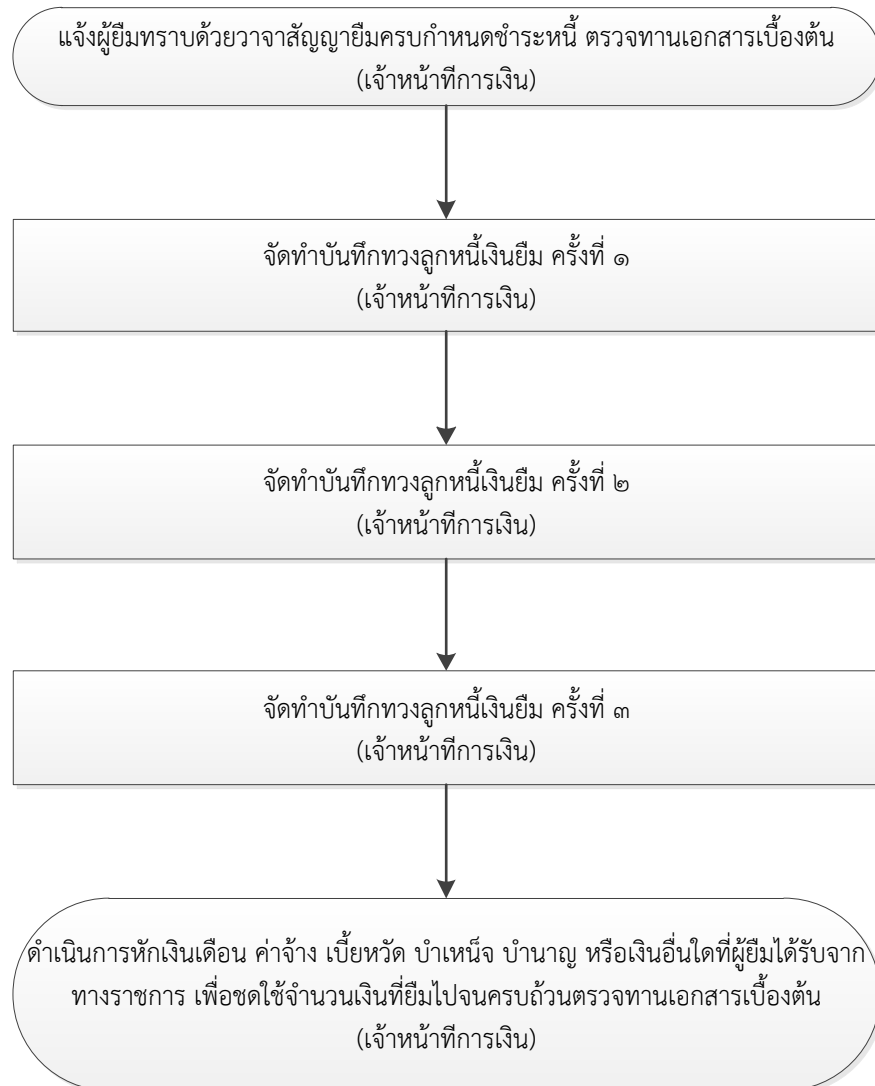 แจ้งผู้ยืมทราบด้วยวาจาสัญญายืมครบกำหนดชำระหนี้ ตรวจทานเอกสารเบื้องต้น
(เจ้าหน้าที่การเงิน)
จัดทำบันทึกทวงลูกหนี้เงินยืม ครั้งที่ ๑
(เจ้าหน้าที่การเงิน)
จัดทำบันทึกทวงลูกหนี้เงินยืม ครั้งที่ ๒
(เจ้าหน้าที่การเงิน)
จัดทำบันทึกทวงลูกหนี้เงินยืม ครั้งที่ ๓
(เจ้าหน้าที่การเงิน)
ดำเนินการหักเงินเดือน ค่าจ้าง เบี้ยหวัด บำเหน็จ บำนาญ หรือเงินอื่นใดที่ผู้ยืมได้รับจาก
ทางราชการ เพื่อชดใช้จำนวนเงินที่ยืมไปจนครบถ้วนตรวจทานเอกสารเบื้องต้น
(เจ้าหน้าที่การเงิน)